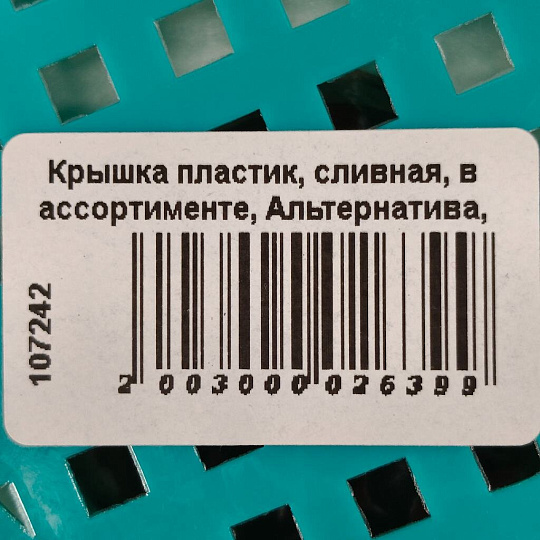 Крышка пластик, сливная, в
ассортименте, Альтернатива,
107242
2 003000 026399